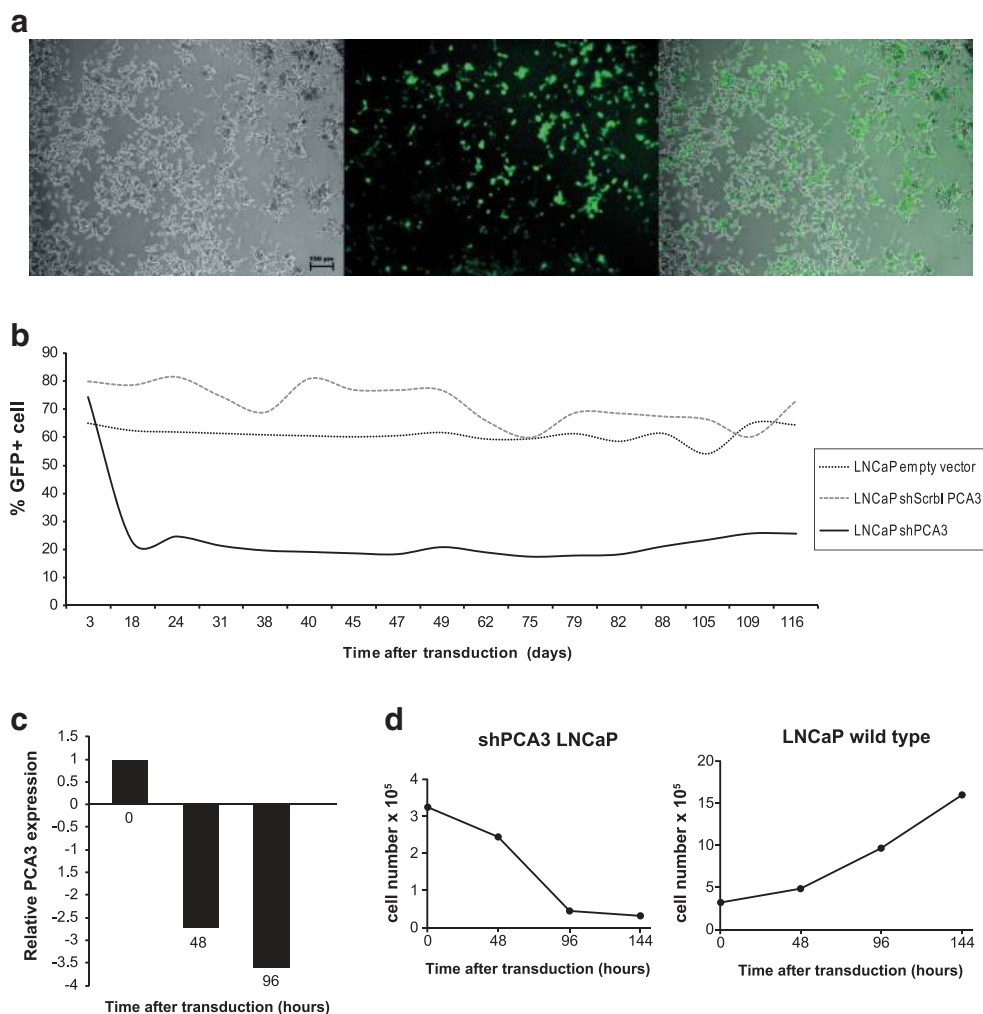 a
100 µm
b
% GFP+ cell
90
80
70
60
50
40
30
20
10
0
3 18 24 31 38 40 45 47 49 62 75 79 82 88 105 109 116
Time after transduction (days)
LNCaP empty vector
LNCaP shScrbl PCA3
LNCaP shPCA3
c
Relative PCA3 expression
1.5
1
0.5
0
-0.5
-1
-1.5
-2
-2.5
-3
-3.5
-4
0
48
96
Time after transduction (hours)
d
shPCA3 LNCaP
cell number x 10⁵
4
3
2
1
0
0 48 96 144
Time after transduction (hours)
LNCaP wild type
cell number x 10⁵
20
15
10
5
0
0 48 96 144
Time after transduction (hours)